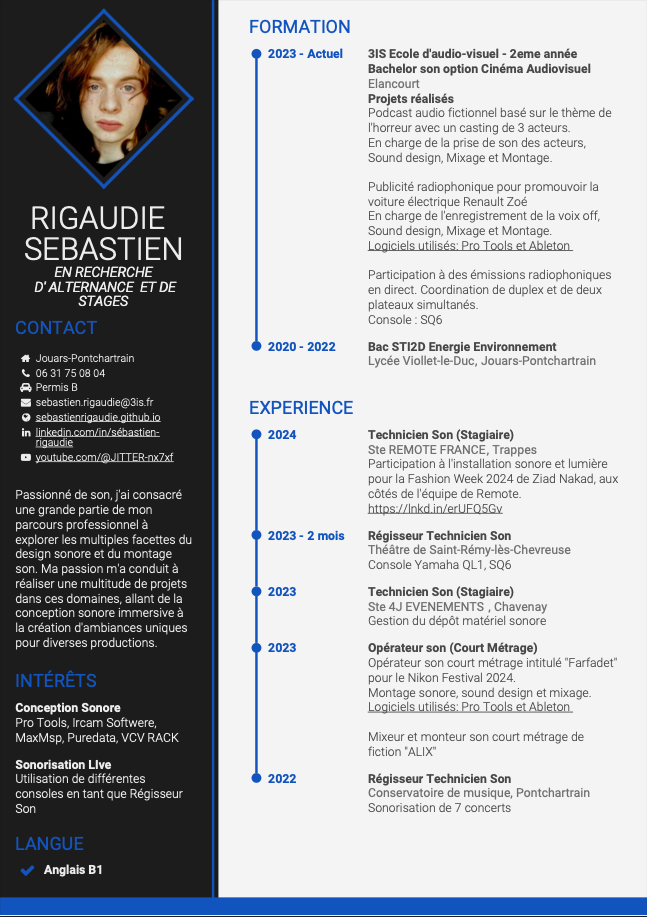 RIGAUDIE
SEBASTIEN
EN RECHERCHE
D' ALTERNANCE ET DE
STAGES
CONTACT
Jouars-Pontchartrain
06 31 75 08 04
Permis B
sebastien.rigaudie@3is.fr
sebastienrigaudie.github.io
linkedin.com/in/sébastien-
rigaudie
youtube.com/@JITTER-nx7xf
Passionné de son, j'ai consacré
une grande partie de mon
parcours professionnel à
explorer les multiples facettes du
design sonore et du montage
son. Ma passion m'a conduit à
réaliser une multitude de projets
dans ces domaines, allant de la
conception sonore immersive à
la création d'ambiances uniques
pour diverses productions.
INTÉRÊTS
Conception Sonore
Pro Tools, Ircam Softwere,
MaxMsp, Puredata, VCV RACK
Sonorisation LIve
Utilisation de différentes
consoles en tant que Régisseur
Son
LANGUE
Anglais B1
FORMATION
2023 - Actuel
3IS Ecole d'audio-visuel - 2eme année
Bachelor son option Cinéma Audiovisuel
Elancourt
Projets réalisés
Podcast audio fictionnel basé sur le thème de
l'horreur avec un casting de 3 acteurs.
En charge de la prise de son des acteurs,
Sound design, Mixage et Montage.
Publicité radiophonique pour promouvoir la
voiture électrique Renault Zoé
En charge de l'enregistrement de la voix off,
Sound design, Mixage et Montage.
Logiciels utilisés: Pro Tools et Ableton
Participation à des émissions radiophoniques
en direct. Coordination de duplex et de deux
plateaux simultanés.
Console : SQ6
2020 - 2022
Bac STI2D Energie Environnement
Lycée Viollet-le-Duc, Jouars-Pontchartrain
EXPERIENCE
2024
Technicien Son (Stagiaire)
Ste REMOTE FRANCE, Trappes
Participation à l'installation sonore et lumière
pour la Fashion Week 2024 de Ziad Nakad, aux
côtés de l'équipe de Remote.
https://lnkd.in/erUFQ5Gv
2023 - 2 mois
Régisseur Technicien Son
Théâtre de Saint-Rémy-lès-Chevreuse
Console Yamaha QL1, SQ6
2023
Technicien Son (Stagiaire)
Ste 4J EVENEMENTS , Chavenay
Gestion du dépôt matériel sonore
2023
Opérateur son (Court Métrage)
Opérateur son court métrage intitulé "Farfadet"
pour le Nikon Festival 2024.
Montage sonore, sound design et mixage.
Logiciels utilisés: Pro Tools et Ableton
Mixeur et monteur son court métrage de
fiction "ALIX"
2022
Régisseur Technicien Son
Conservatoire de musique, Pontchartrain
Sonorisation de 7 concerts